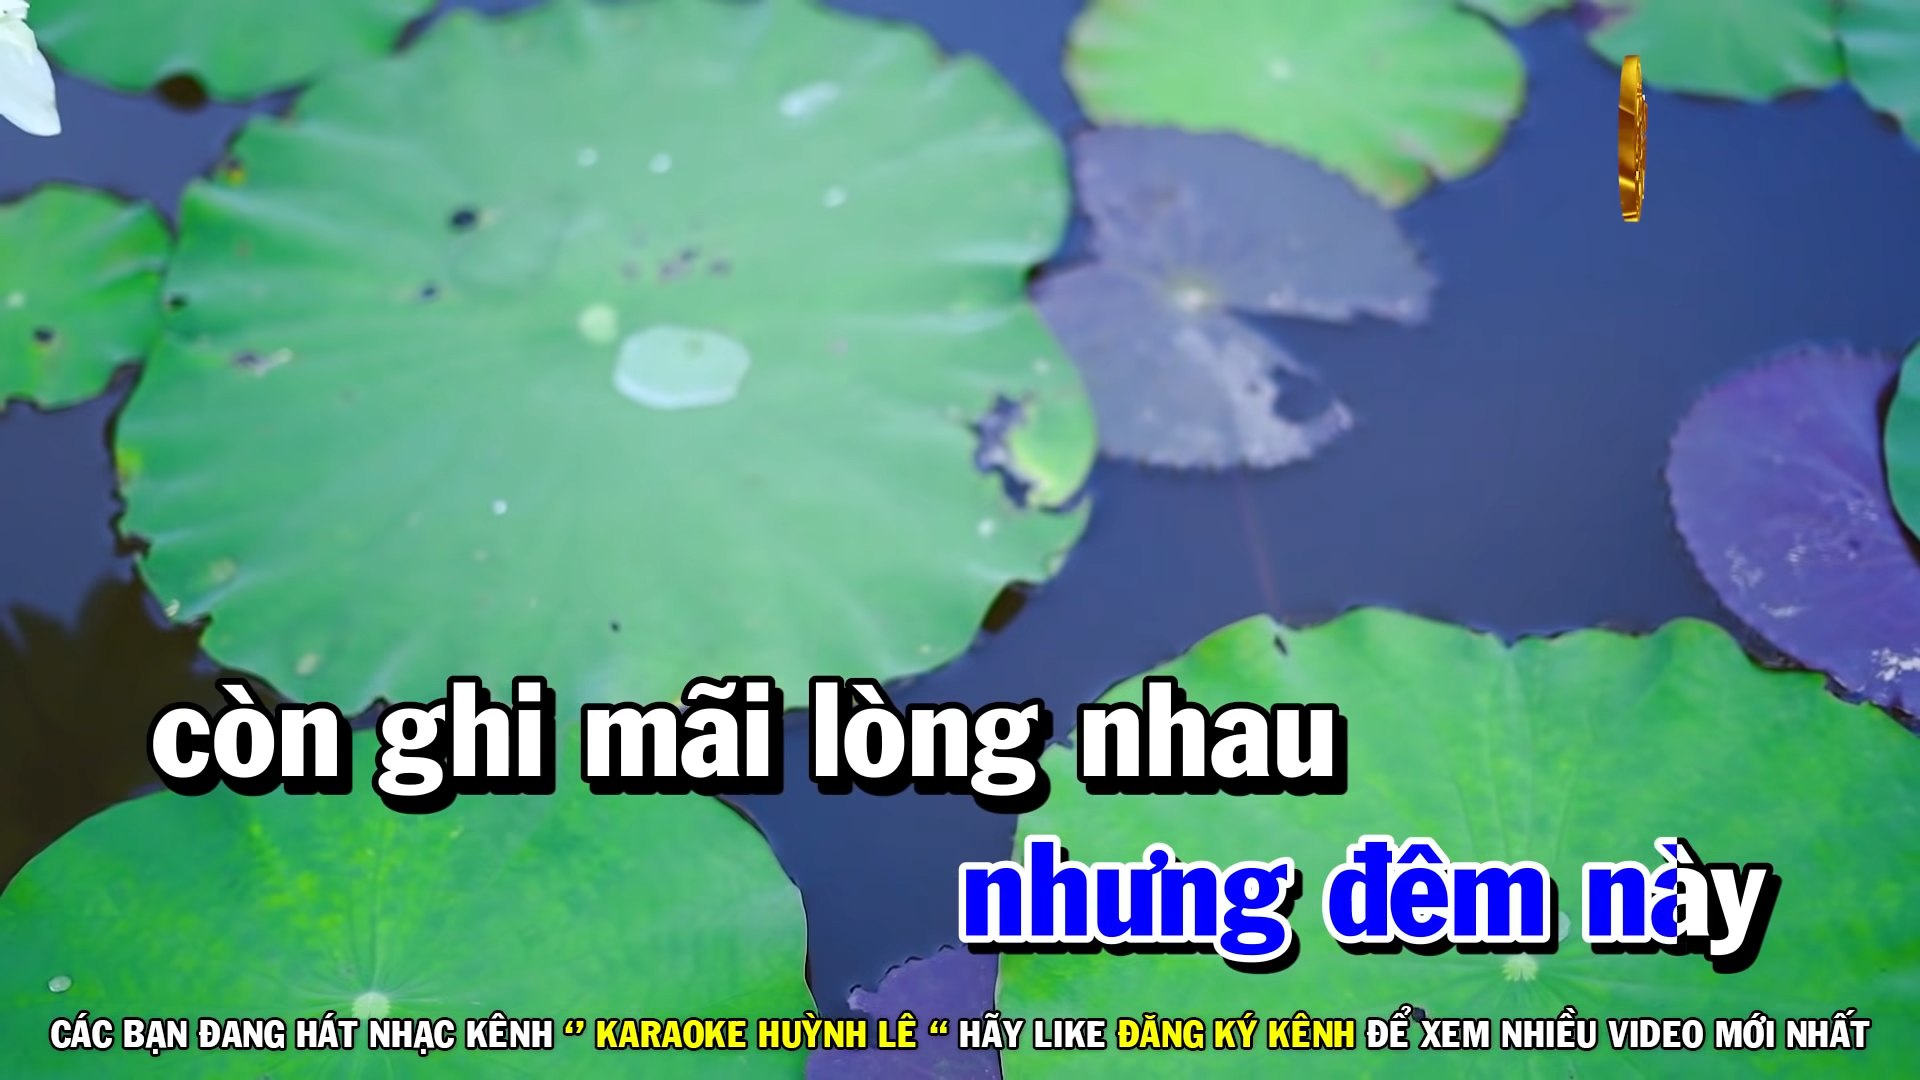 còn ghi mãi lòng nhau
nhưng đêm này
CÁC BẠN ĐANG HÁT NHẠC KÊNH “ KARAOKE HUỲNH LÊ “ HÃY LIKE ĐĂNG KÝ KÊNH ĐỂ XEM NHIỀU VIDEO MỚI NHẤT